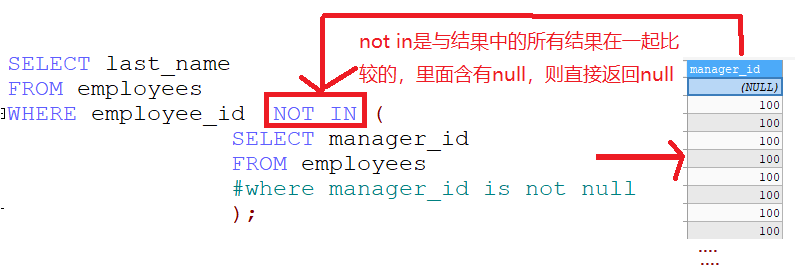 not in是与结果中的所有结果在一起比
较的，里面含有null，则直接返回null
SELECT last_name
FROM employees
WHERE employee_id NOT IN (
SELECT manager_id
FROM employees
#where manager_id is not null
);
manager_id
(NULL)
100
100
100
100
100
100
100
100
....
....